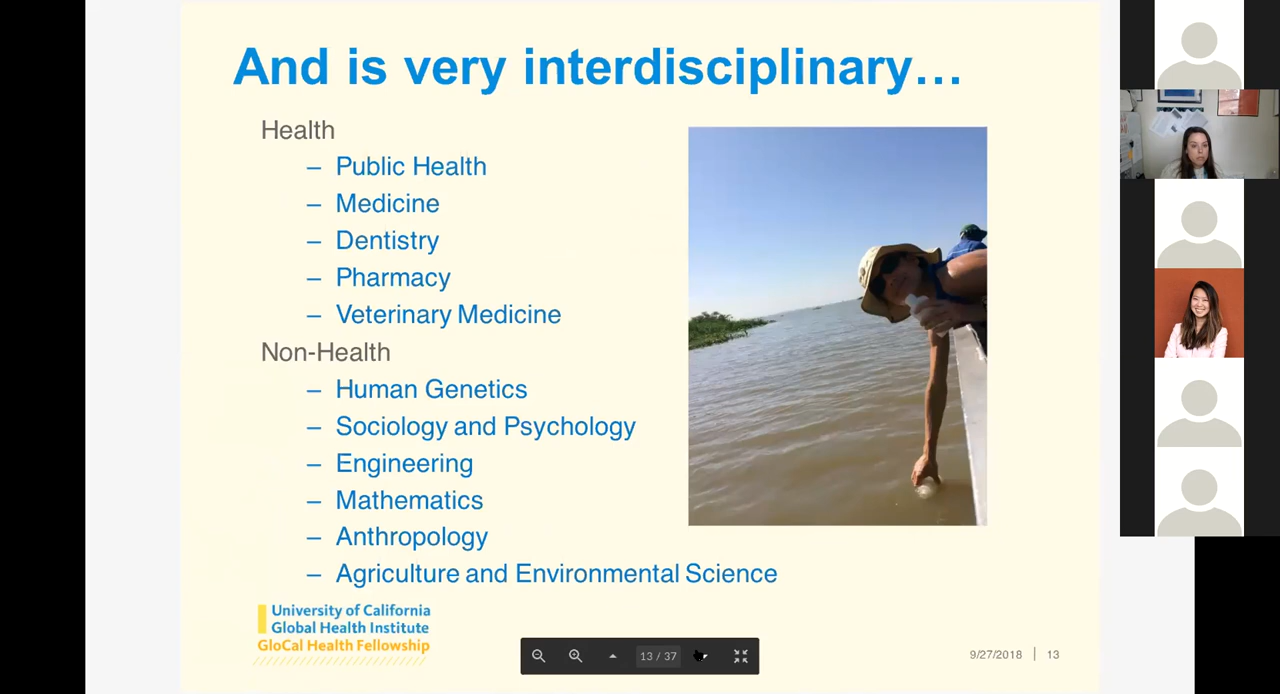 And is very interdisciplinary…
Health
– Public Health
– Medicine
– Dentistry
– Pharmacy
– Veterinary Medicine
Non-Health
– Human Genetics
– Sociology and Psychology
– Engineering
– Mathematics
– Anthropology
– Agriculture and Environmental Science
University of California
Global Health Institute
GloCal Health Fellowship
13 / 37
9/27/2018 | 13